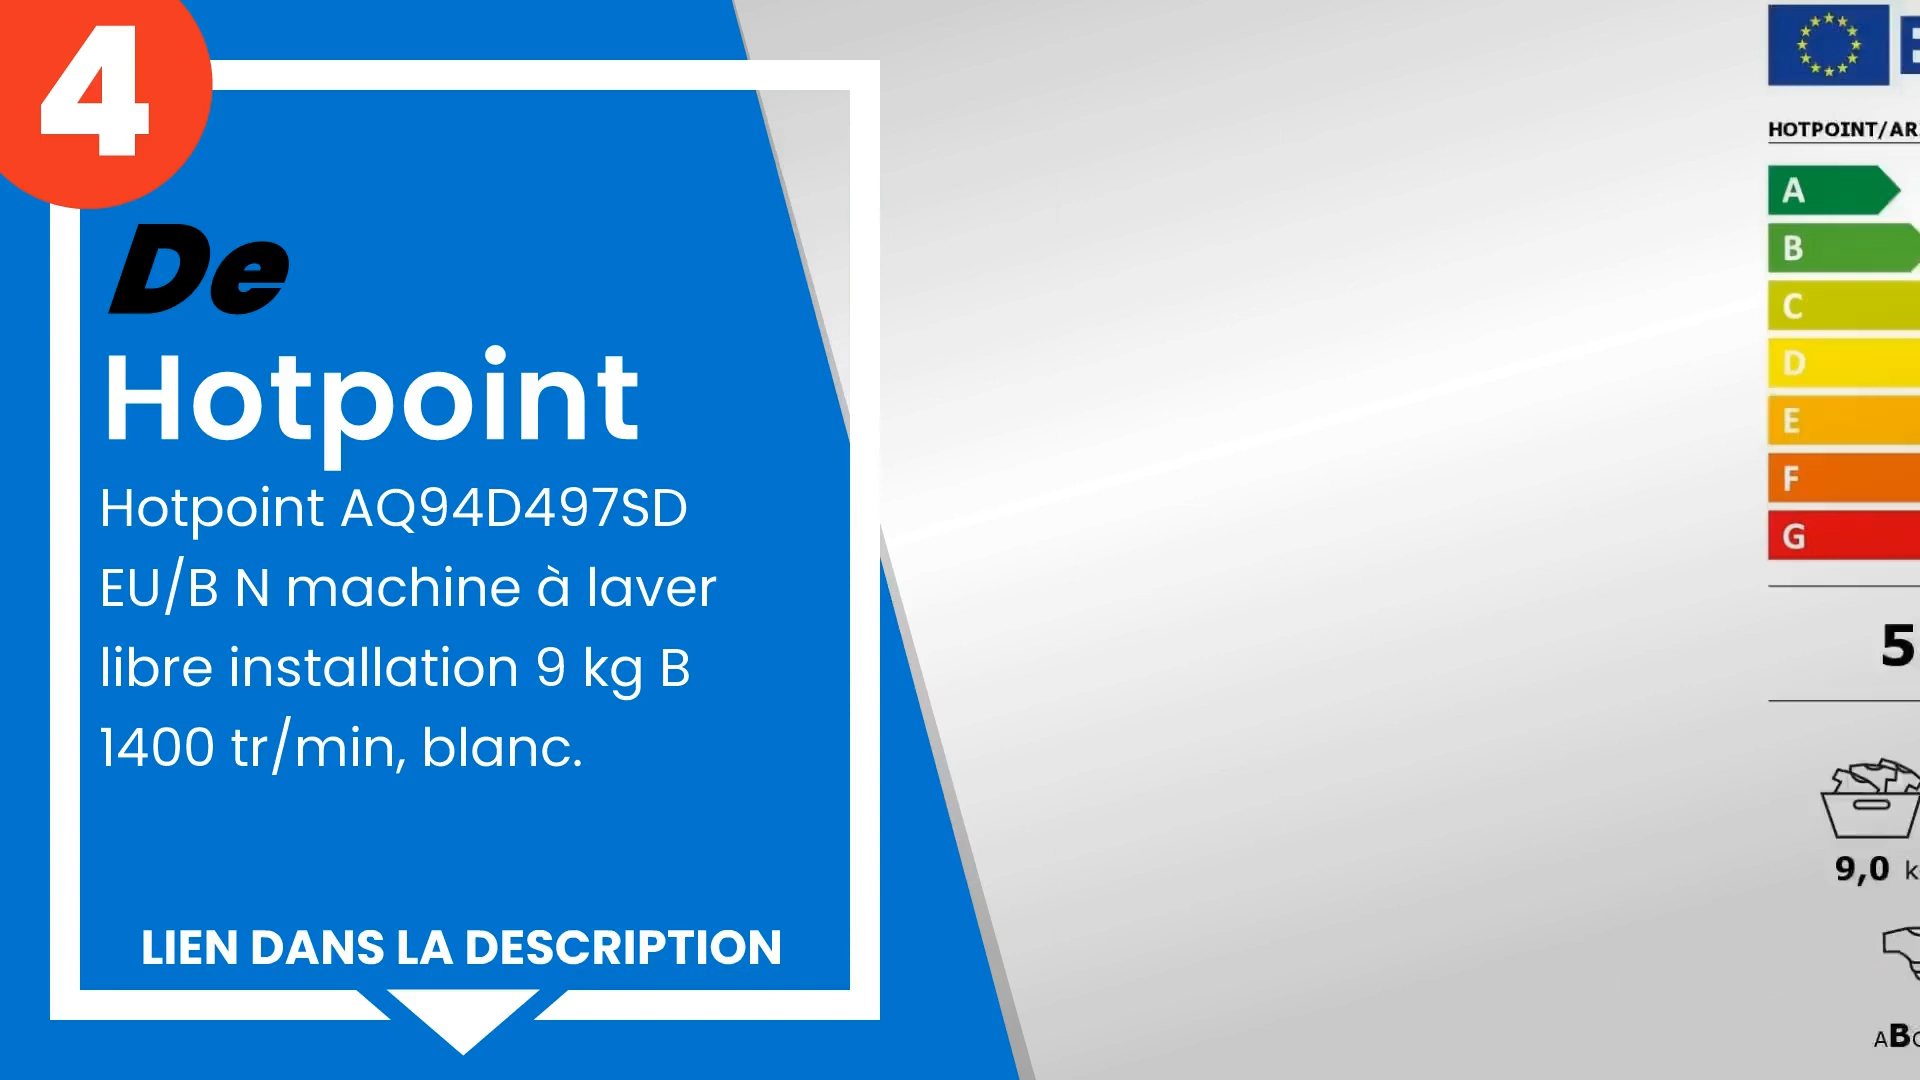 4
De
Hotpoint
Hotpoint AQ94D497SD
EU/B N machine à laver
libre installation 9 kg B
1400 tr/min, blanc.
LIEN DANS LA DESCRIPTION
HOTPOINT/AR
A
B
C
D
E
F
G
5
9,0 k
AB